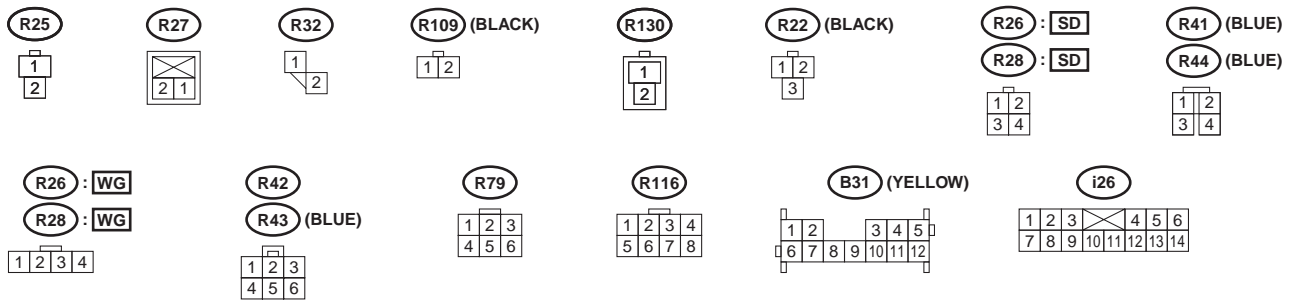 R25
R27
R32
R109 (BLACK)
R130
R22 (BLACK)
R26 : SD
R28 : SD
R41 (BLUE)
R44 (BLUE)
1
2
2 1
1
2
1 2
1
2
1 2
3
1 2
3 4
1 2
3 4
R26 : WG
R28 : WG
R42
R43 (BLUE)
R79
R116
B31 (YELLOW)
i26
1 2 3 4
1 2 3
4 5 6
1 2 3
4 5 6
1 2 3 4
5 6 7 8
1 2 3 4 5
6 7 8 9 10 11 12
1 2 3 4 5 6
7 8 9 10 11 12 13 14